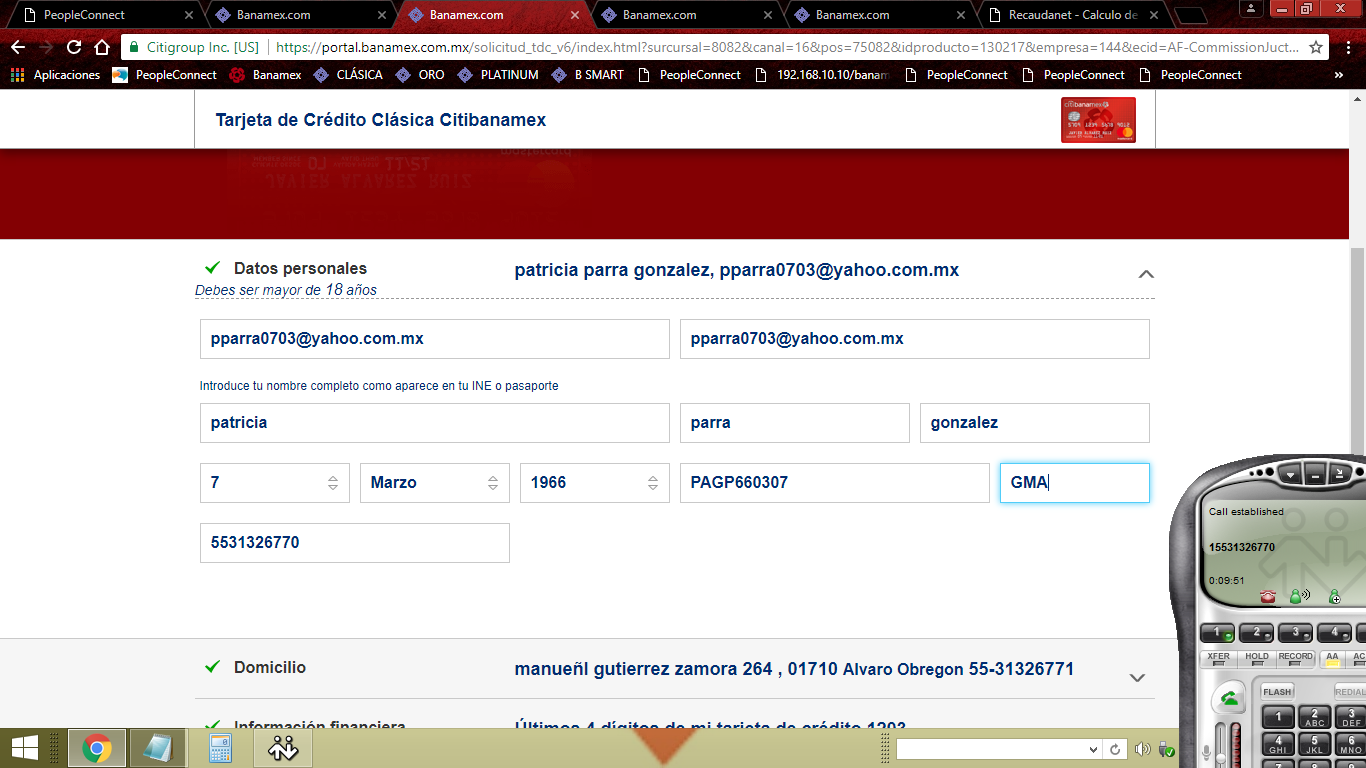 PeopleConnect
Banamex.com
Banamex.com
Banamex.com
Banamex.com
Recaudanet - Calculo de
Citigroup Inc. [US] https://portal.banamex.com.mx/solicitud_tdc_v6/index.html?surcursal=8082&canal=16&pos=75082&idproducto=130217&empresa=144&ecid=AF-CommissionJuct...
Aplicaciones PeopleConnect Banamex CLÁSICA ORO PLATINUM B SMART PeopleConnect 192.168.10.10/banam PeopleConnect PeopleConnect PeopleConnect »
Tarjeta de Crédito Clásica Citibanamex
citibanamex
Datos personales patricia parra gonzalez, pparra0703@yahoo.com.mx
Debes ser mayor de 18 años
pparra0703@yahoo.com.mx pparra0703@yahoo.com.mx
Introduce tu nombre completo como aparece en tu INE o pasaporte
patricia parra gonzalez
7 Marzo 1966 PAGP660307 GMA
5531326770
Domicilio manueñl gutierrez zamora 264 , 01710 Alvaro Obregon 55-31326771
Información financiera Últimos 4 dígitos de mi tarjeta de crédito 1203
Call established
15531326770
0:09:51
1 2 3 4
XFER HOLD RECORD AA AC
FLASH REDIAL
1 2 ABC 3 DEF
4 GHI 5 JKL 6 MNO